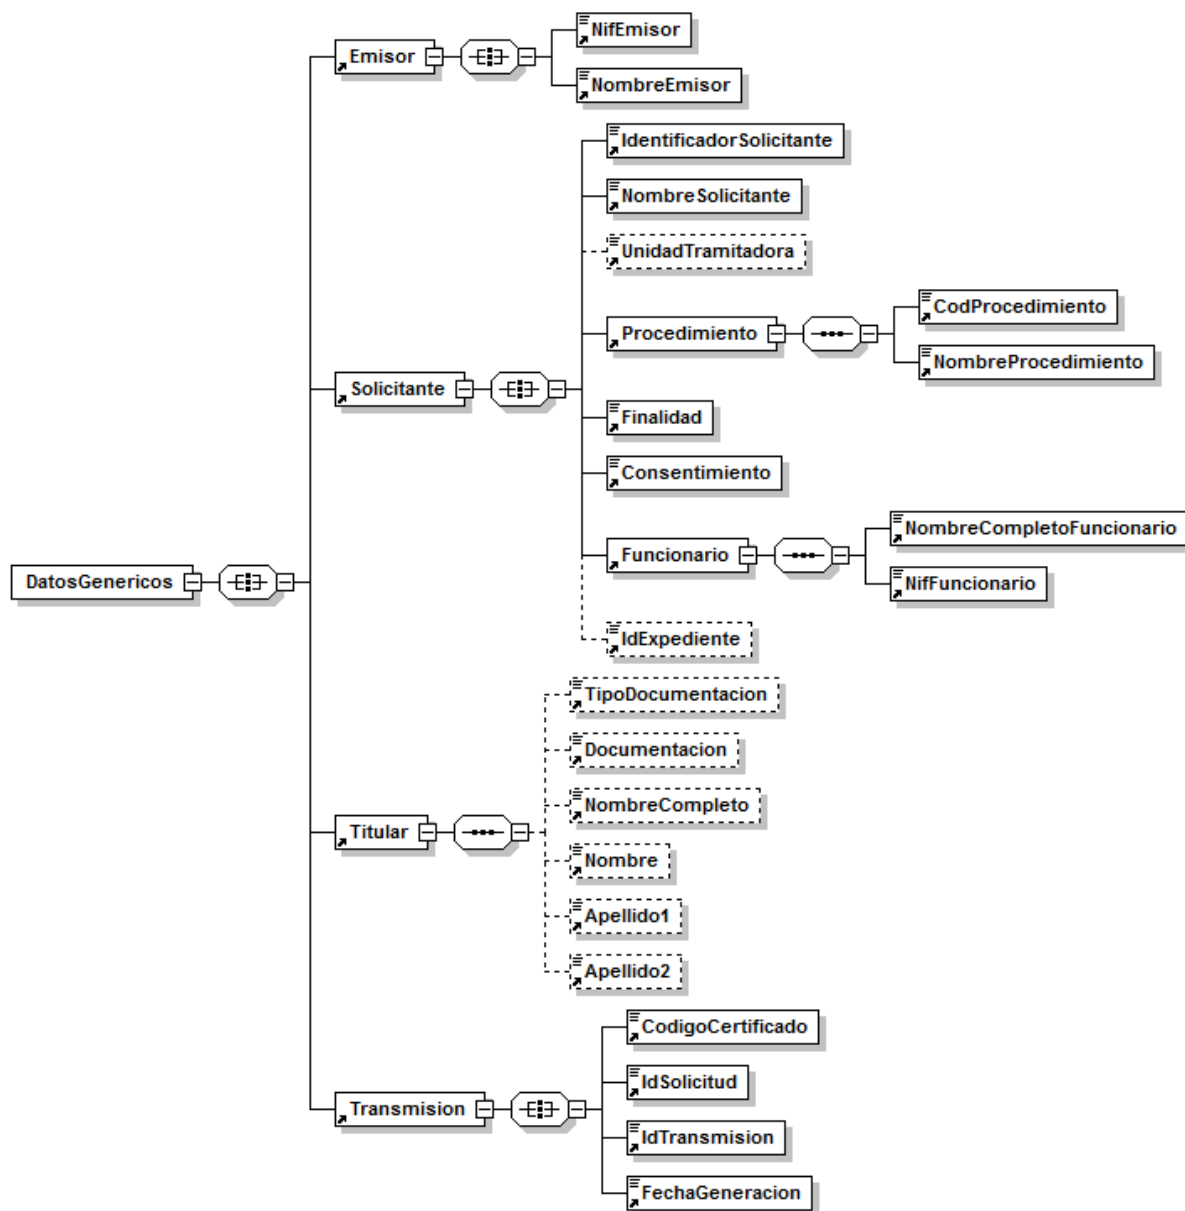 NifEmisor
Emisor
NombreEmisor
IdentificadorSolicitante
NombreSolicitante
UnidadTramitadora
CodProcedimiento
Procedimiento
NombreProcedimiento
Solicitante
Finalidad
Consentimiento
NombreCompletoFuncionario
Funcionario
NifFuncionario
DatosGenericos
IdExpediente
TipoDocumentacion
Documentacion
NombreCompleto
Titular
Nombre
Apellido1
Apellido2
CodigoCertificado
IdSolicitud
Transmision
IdTransmision
FechaGeneracion